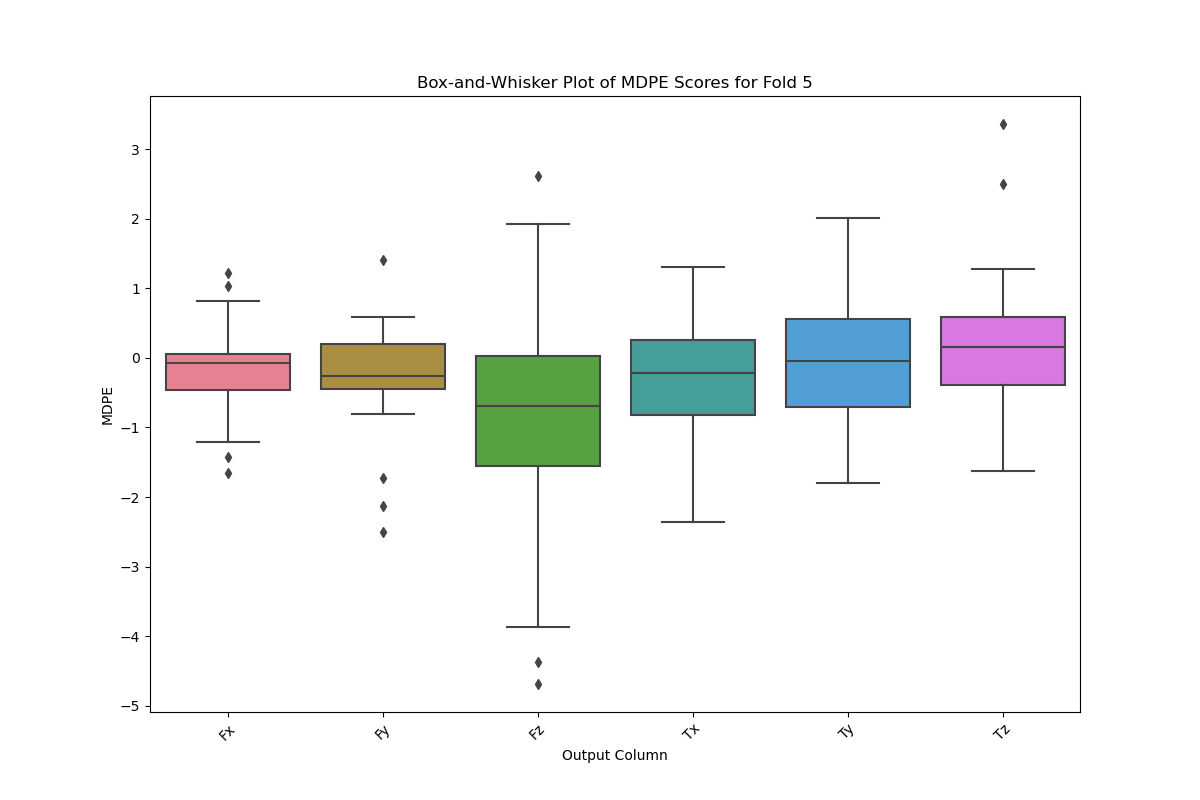 Box-and-Whisker Plot of MDPE Scores for Fold 5
MDPE
3
2
1
0
−1
−2
−3
−4
−5
Fx
Fy
Fz
Tx
Ty
Tz
Output Column